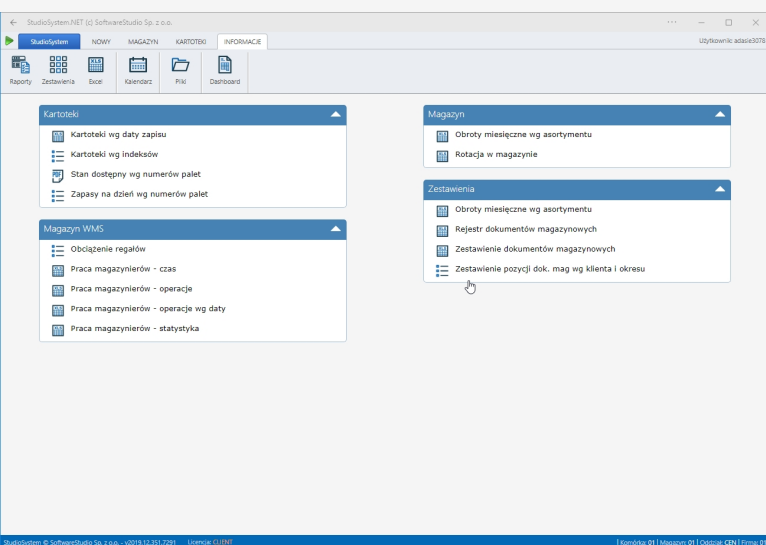 StudioSystem.NET (c) SoftwareStudio Sp. z o.o.
StudioSystem NOWY MAGAZYN KARTOTEKI INFORMACJE Użytkownik: adasie3078
Raporty Zestawienia Excel Kalendarz Pliki Dashboard
Kartoteki
Kartoteki wg daty zapisu
Kartoteki wg indeksów
Stan dostępny wg numerów palet
Zapasy na dzień wg numerów palet
Magazyn WMS
Obciążenie regałów
Praca magazynierów - czas
Praca magazynierów - operacje
Praca magazynierów - operacje wg daty
Praca magazynierów - statystyka
Magazyn
Obroty miesięczne wg asortymentu
Rotacja w magazynie
Zestawienia
Obroty miesięczne wg asortymentu
Rejestr dokumentów magazynowych
Zestawienie dokumentów magazynowych
Zestawienie pozycji dok. mag wg klienta i okresu
StudioSystem © SoftwareStudio Sp. z o.o. - v2019.12.351.7291 Licencja: CLIENT | Komórka: 01 | Magazyn: 01 | Oddział: CEN | Firma: 01